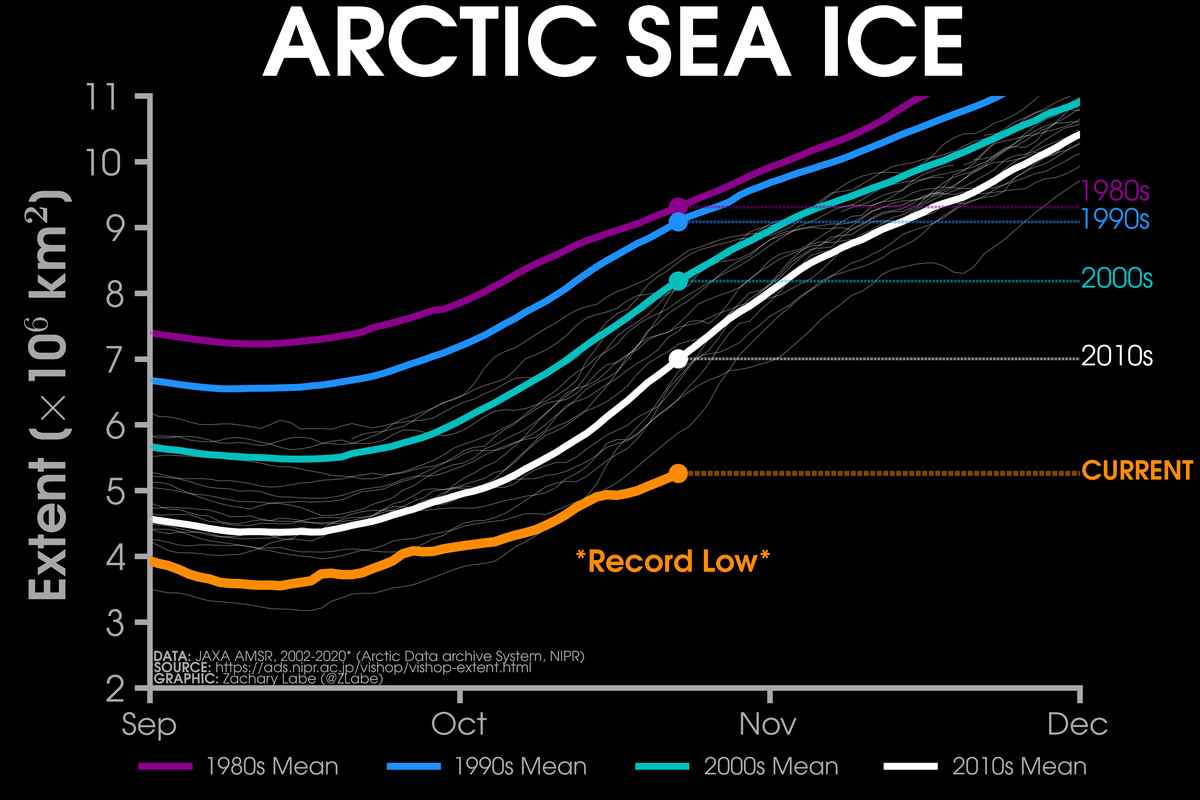 ARCTIC SEA ICE
Extent (× 10⁶ km²)
11
10
9
8
7
6
5
4
3
2
1980s
1990s
2000s
2010s
CURRENT
*Record Low*
DATA: JAXA AMSR, 2002-2020* (Arctic Data archive System, NIPR)
SOURCE: https://ads.nipr.ac.jp/vishop/vishop-extent.html
GRAPHIC: Zachary Labe (@ZLabe)
Sep Oct Nov Dec
1980s Mean 1990s Mean 2000s Mean 2010s Mean